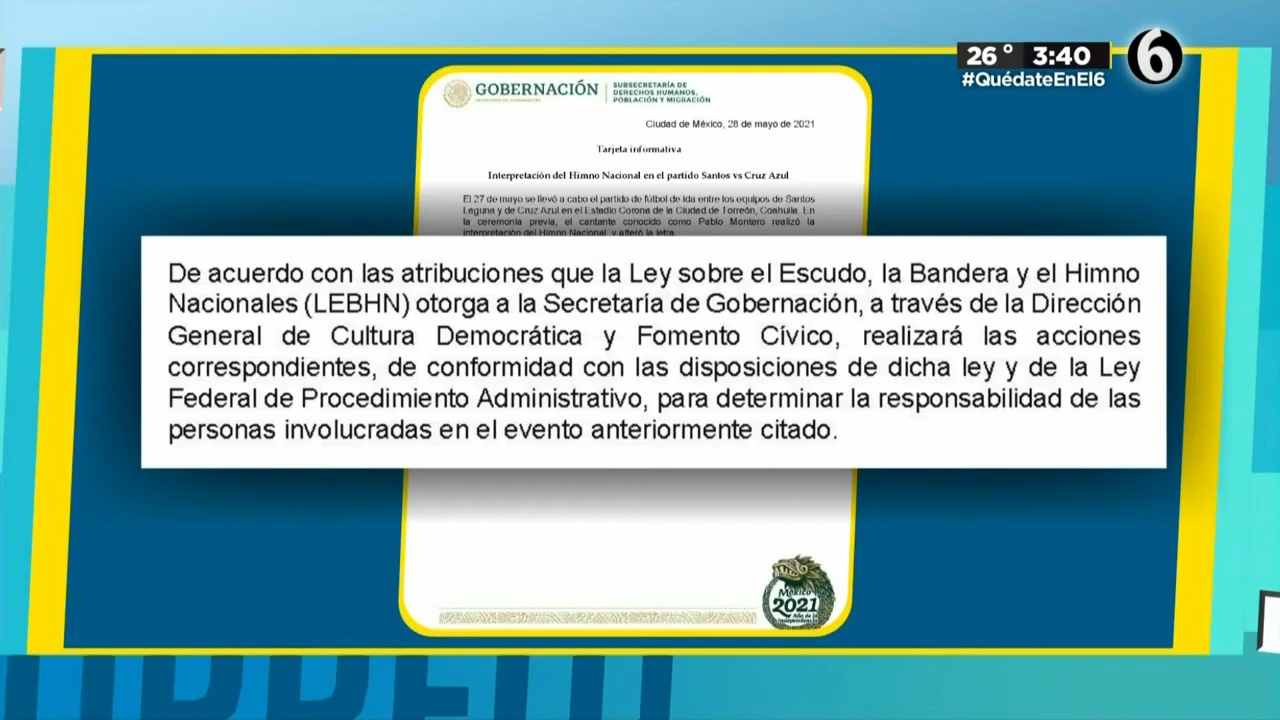 26° 3:40
6
#QuédateEnEl6
GOBERNACIÓN
SECRETARÍA DE GOBERNACIÓN
SUBSECRETARÍA DE
DERECHOS HUMANOS,
POBLACIÓN Y MIGRACIÓN
Ciudad de México, 28 de mayo de 2021
Tarjeta informativa
Interpretación del Himno Nacional en el partido Santos vs Cruz Azul
El 27 de mayo se llevó a cabo el partido de fútbol de ida entre los equipos de Santos
Laguna y de Cruz Azul en el Estadio Corona de la Ciudad de Torreón, Coahuila. En
la ceremonia previa, el cantante conocido como Pablo Montero realizó la
interpretación del Himno Nacional, y alteró la letra.
De acuerdo con las atribuciones que la Ley sobre el Escudo, la Bandera y el Himno
Nacionales (LEBHN) otorga a la Secretaría de Gobernación, a través de la Dirección
General de Cultura Democrática y Fomento Cívico, realizará las acciones
correspondientes, de conformidad con las disposiciones de dicha ley y de la Ley
Federal de Procedimiento Administrativo, para determinar la responsabilidad de las
personas involucradas en el evento anteriormente citado.
México
2021
Año de la
Independencia